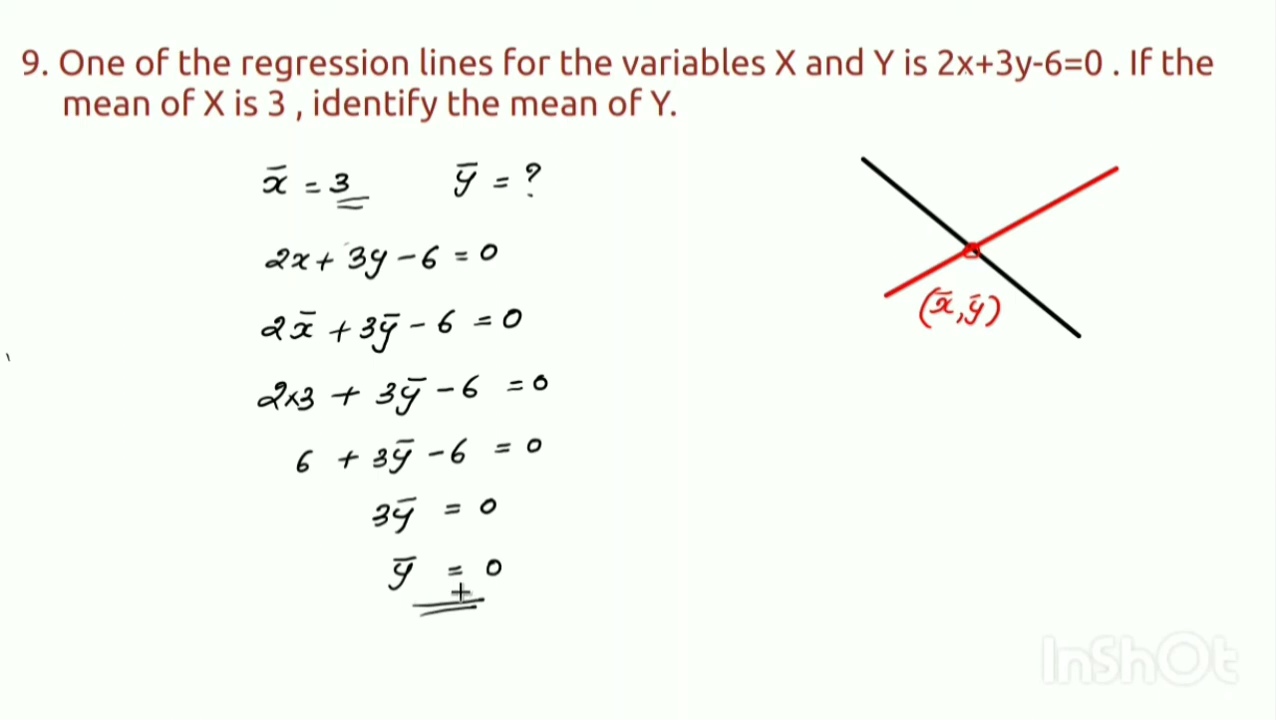 9. One of the regression lines for the variables X and Y is 2x+3y-6=0 . If the
mean of X is 3 , identify the mean of Y.
x̄ = 3 ȳ = ?
2x + 3y - 6 = 0
2x̄ + 3ȳ - 6 = 0
2×3 + 3ȳ - 6 = 0
6 + 3ȳ - 6 = 0
3ȳ = 0
ȳ = 0
(x̄,ȳ)
InShOt